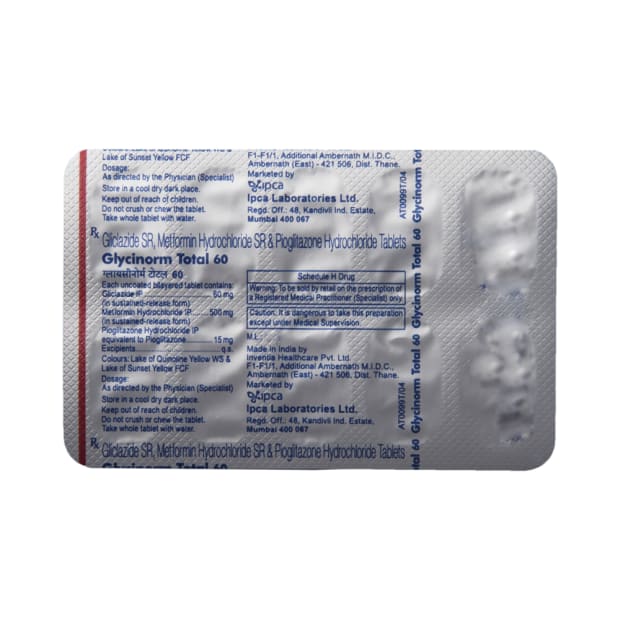 Lake of Sunset Yellow FCF
Dosage:
As directed by the Physician (Specialist)
Store in a cool dry dark place.
Keep out of reach of children.
Do not crush or chew the tablet.
Take whole tablet with water.
F1-F1/1, Additional Ambernath M.I.D.C.,
Ambernath (East) - 421 506, Dist. Thane.
Marketed by
ipca
Ipca Laboratories Ltd.
Regd. Off.: 48, Kandivli Ind. Estate,
Mumbai 400 067
Rx Gliclazide SR, Metformin Hydrochloride SR & Pioglitazone Hydrochloride Tablets
Glycinorm Total 60
ग्लायसीनोर्म टोटल 60
Each uncoated bilayered tablet contains:
Gliclazide IP 60 mg
(in sustained-release form)
Metformin Hydrochloride IP 500 mg
(in sustained-release form)
Pioglitazone Hydrochloride IP
equivalent to Pioglitazone 15 mg
Excipients q.s.
Colours: Lake of Quinoline Yellow WS &
Lake of Sunset Yellow FCF
Dosage:
As directed by the Physician (Specialist)
Store in a cool dry dark place.
Keep out of reach of children.
Do not crush or chew the tablet.
Take whole tablet with water.
Schedule H Drug
Warning: To be sold by retail on the prescription of
a Registered Medical Practitioner (Specialist) only.
Caution: It is dangerous to take this preparation
except under Medical Supervision.
M.L.
Made in India by
Inventia Healthcare Pvt. Ltd.
F1-F1/1, Additional Ambernath M.I.D.C.,
Ambernath (East) - 421 506, Dist. Thane.
Marketed by
ipca
Ipca Laboratories Ltd.
Regd. Off.: 48, Kandivli Ind. Estate,
Mumbai 400 067
Rx Gliclazide SR, Metformin Hydrochloride SR & Pioglitazone Hydrochloride Tablets
Glycinorm Total 60
AT0099T/04
AT0099T/04
Glycinorm Total 60 Glycinorm Total 60